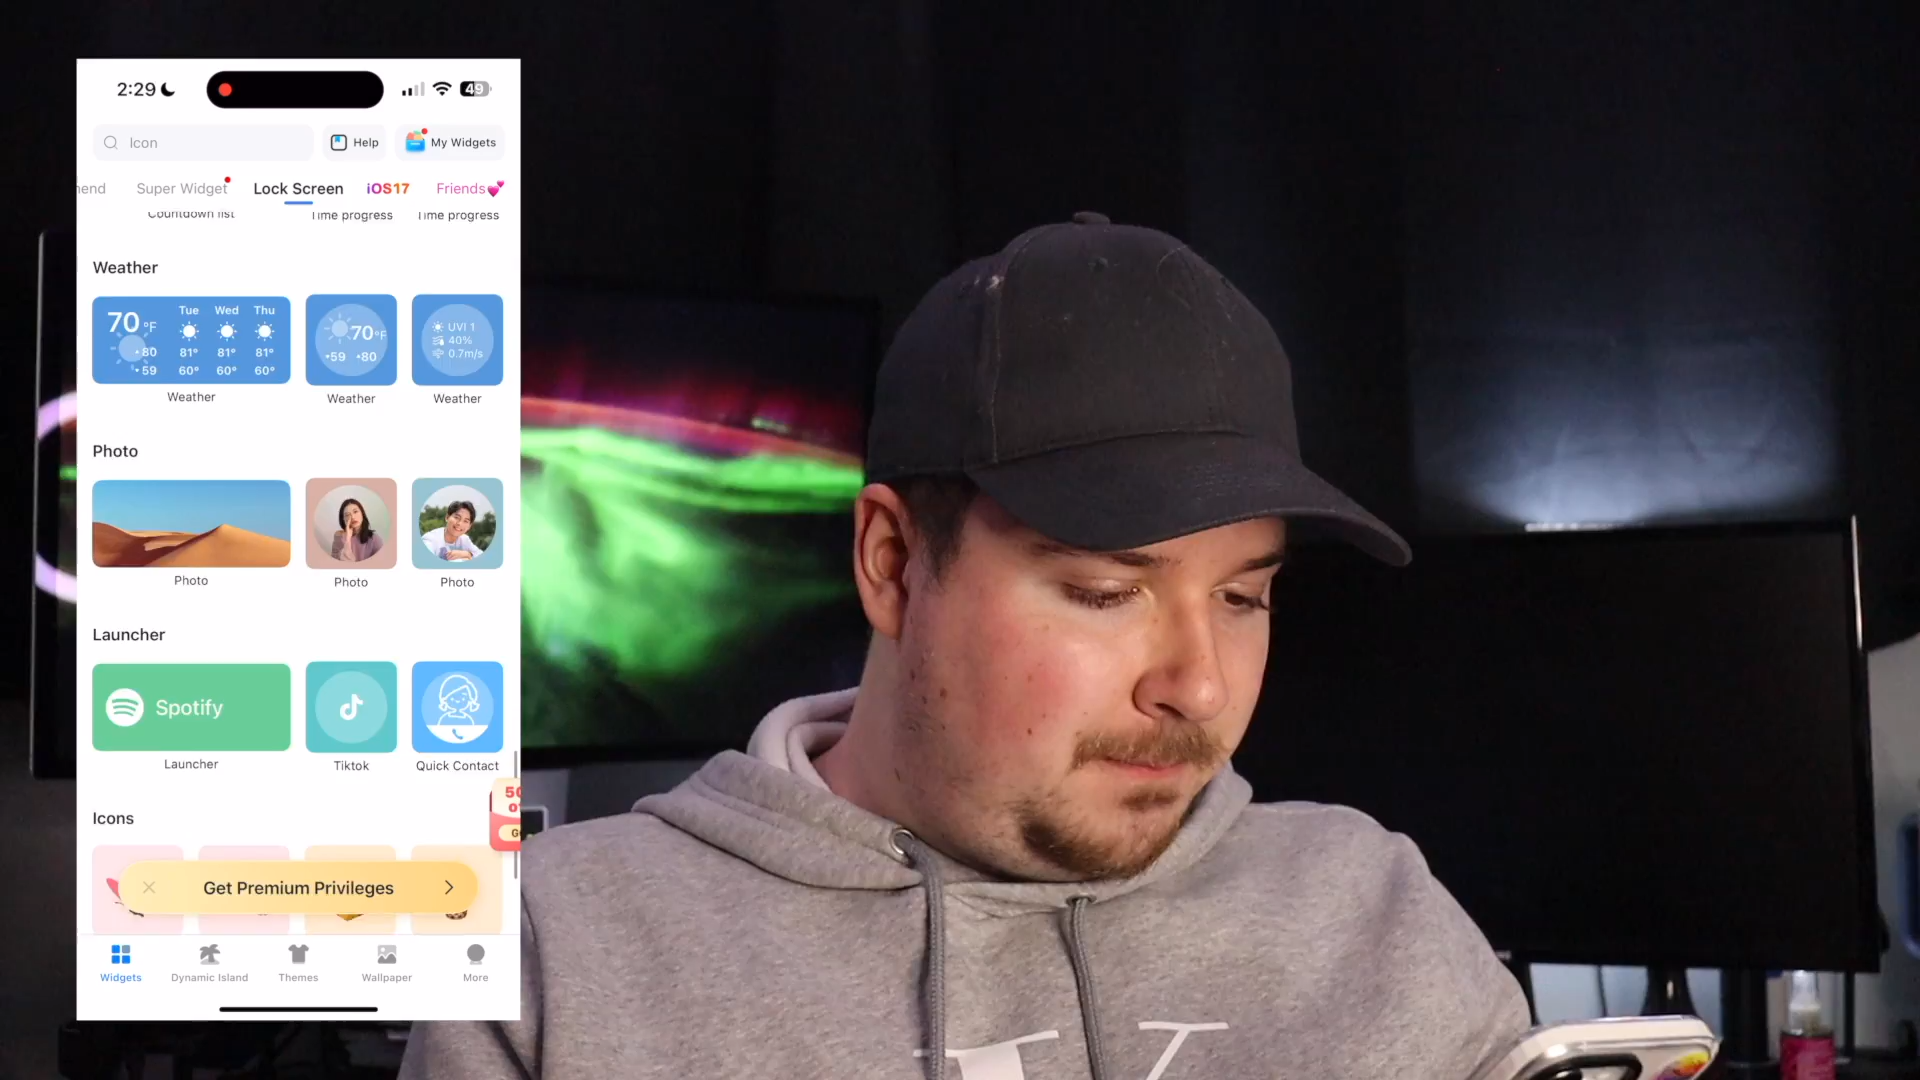 2:29
49
Icon
Help
My Widgets
nend
Super Widget
Lock Screen
iOS17
Friends
Countdown list
Time progress
Time progress
Weather
70 °F
80
59
Tue Wed Thu
81° 81° 81°
60° 60° 60°
70°F
59 80
UVI 1
40%
0.7m/s
Weather
Weather
Weather
Photo
Photo
Photo
Photo
Launcher
Spotify
Launcher
Tiktok
Quick Contact
Icons
Get Premium Privileges
Widgets
Dynamic Island
Themes
Wallpaper
More